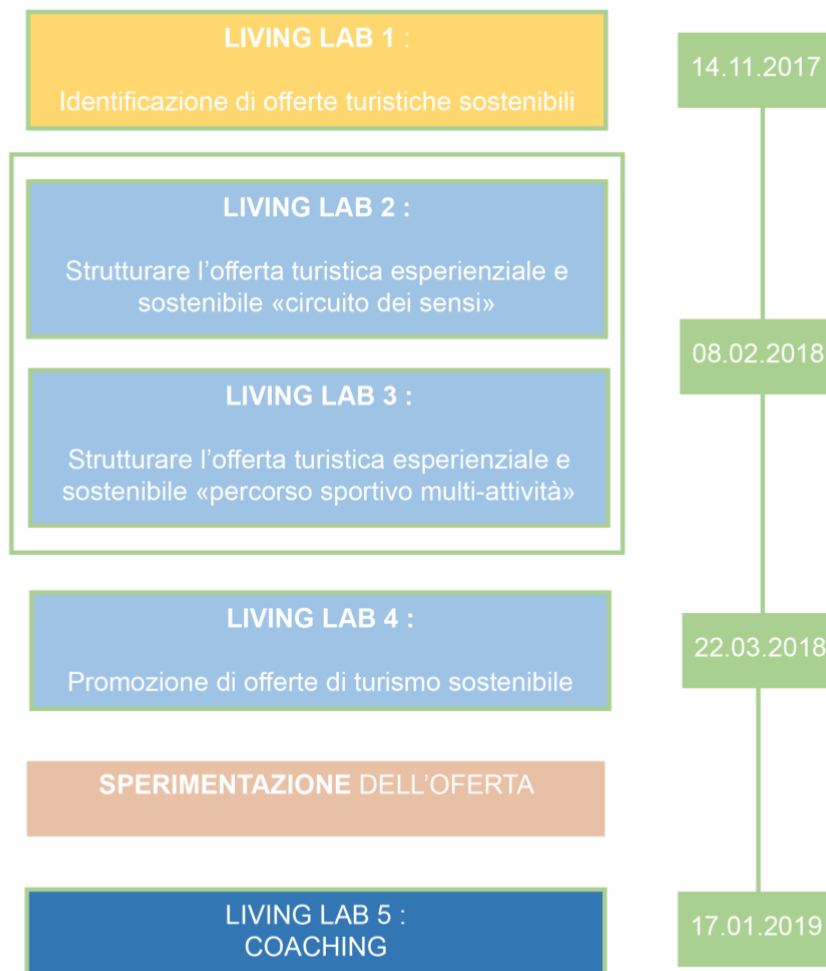 LIVING LAB 1 :
Identificazione di offerte turistiche sostenibili
14.11.2017
LIVING LAB 2 :
Strutturare l’offerta turistica esperienziale e
sostenibile «circuito dei sensi»
08.02.2018
LIVING LAB 3 :
Strutturare l’offerta turistica esperienziale e
sostenibile «percorso sportivo multi-attività»
LIVING LAB 4 :
Promozione di offerte di turismo sostenibile
22.03.2018
SPERIMENTAZIONE DELL’OFERTA
LIVING LAB 5 :
COACHING
17.01.2019